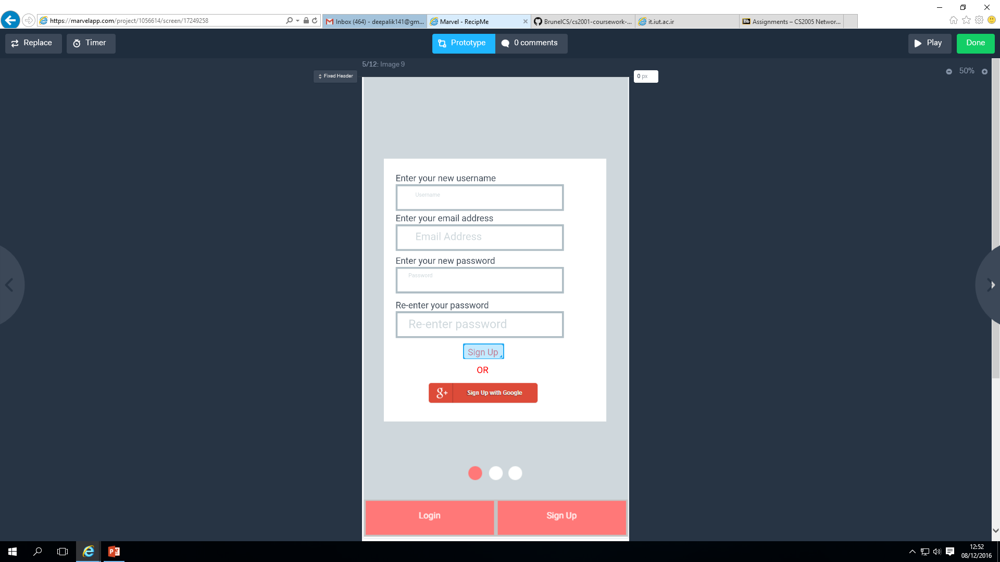 https://marvelapp.com/project/1056614/screen/17249258
Inbox (464) - deepalik141@gm...
Marvel - RecipMe
BrunelCS/cs2001-coursework-...
it.iut.ac.ir
Bb Assignments – CS2005 Networ...
Replace
Timer
Prototype
0 comments
Play
Done
5/12: Image 9
Fixed Header
0 px
50%
Enter your new username
Username
Enter your email address
Email Address
Enter your new password
Password
Re-enter your password
Re-enter password
Sign Up
OR
g+ Sign Up with Google
Login
Sign Up
12:52
08/12/2016